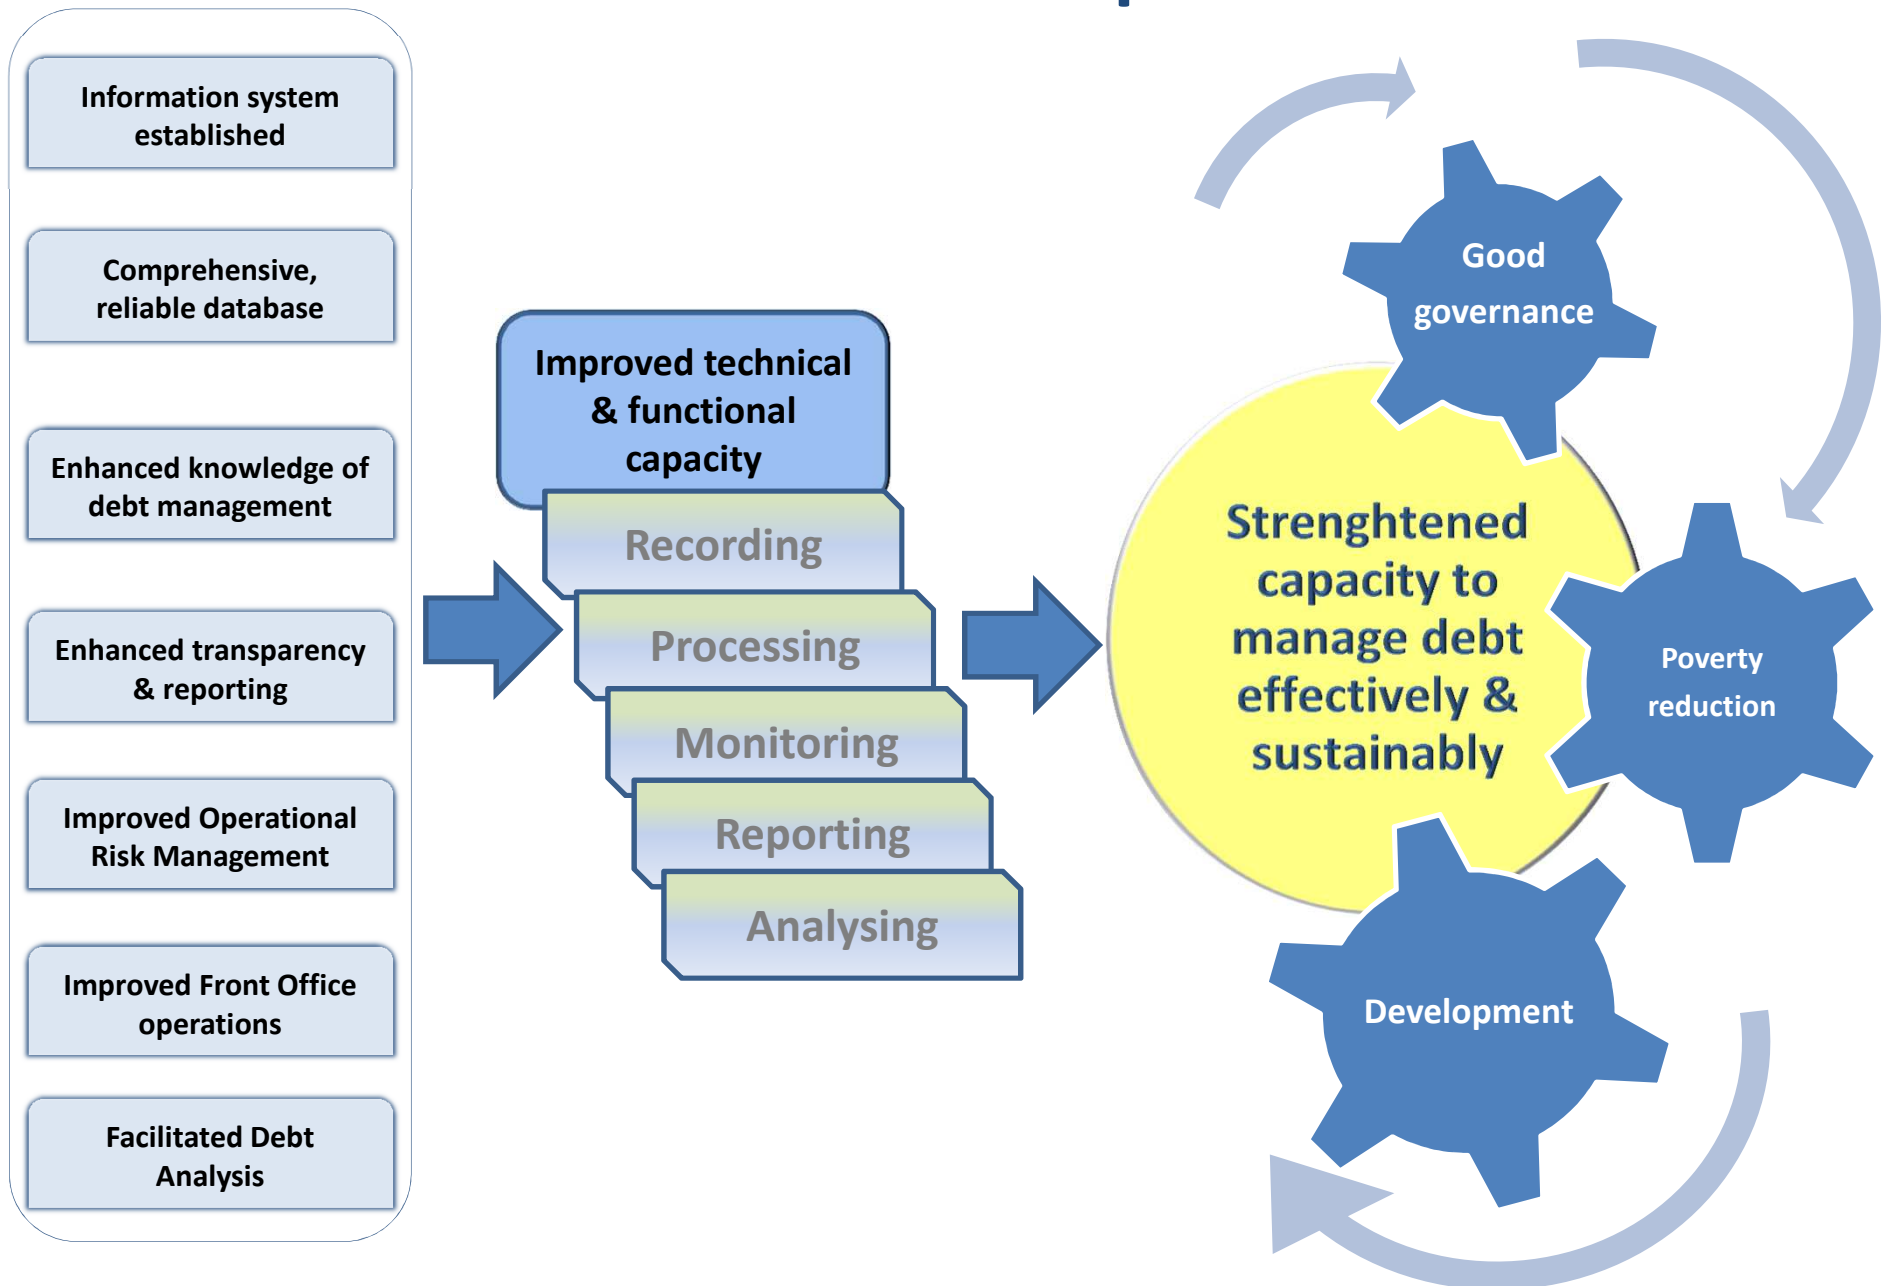 Information system
established
Comprehensive,
reliable database
Enhanced knowledge of
debt management
Enhanced transparency
& reporting
Improved Operational
Risk Management
Improved Front Office
operations
Facilitated Debt
Analysis
Improved technical
& functional
capacity
Recording
Processing
Monitoring
Reporting
Analysing
Strenghtened
capacity to
manage debt
effectively &
sustainably
Good
governance
Poverty
reduction
Development